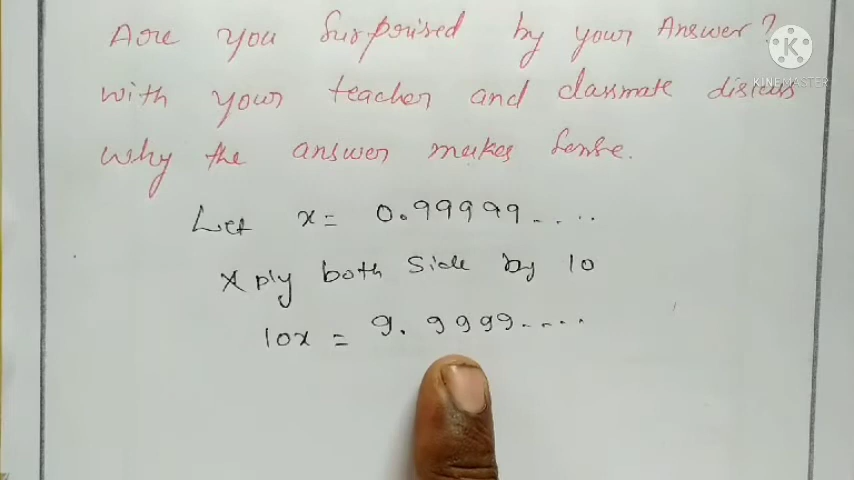 Are you Surprised by your Answer?
with your teacher and classmate discuss
why the answer makes sense.
Let x = 0.99999.....
X ply both side by 10
10x = 9.9999.....
KINEMASTER